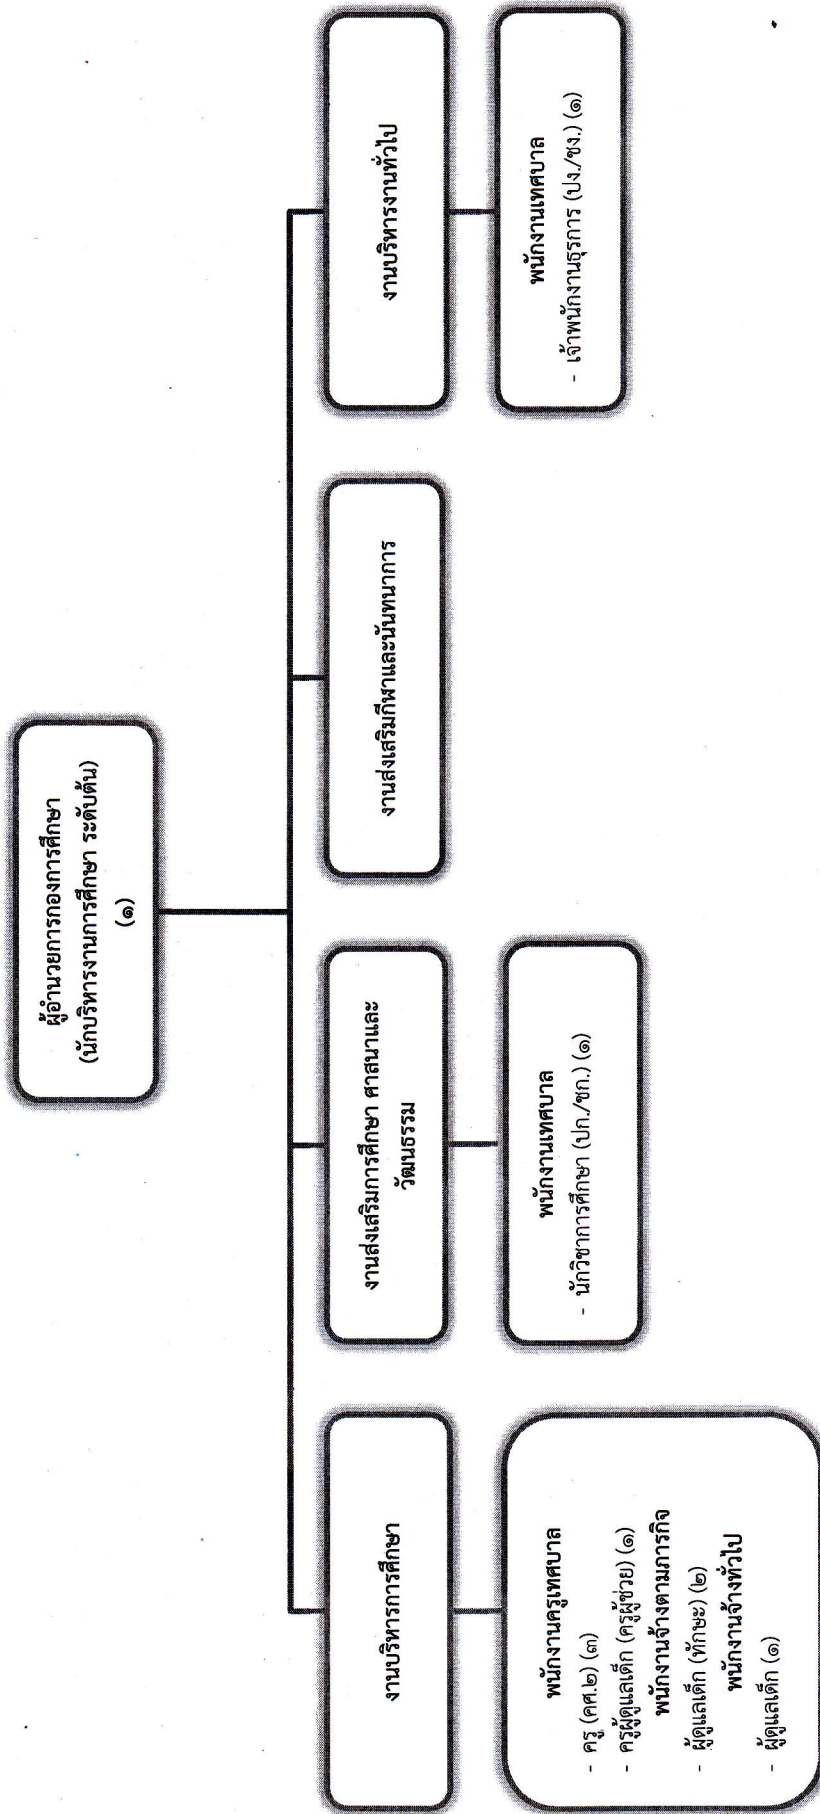 ผู้อำนวยการกองการศึกษา
(นักบริหารงานการศึกษา ระดับต้น)
(๑)
งานบริหารการศึกษา
งานส่งเสริมการศึกษา ศาสนาและ
วัฒนธรรม
งานส่งเสริมกีฬาและนันทนาการ
งานบริหารงานทั่วไป
พนักงานครูเทศบาล
- ครู (คศ.๒) (๓)
- ครูผู้ดูแลเด็ก (ครูผู้ช่วย) (๑)
พนักงานจ้างตามภารกิจ
- ผู้ดูแลเด็ก (ทักษะ) (๒)
พนักงานจ้างทั่วไป
- ผู้ดูแลเด็ก (๑)
พนักงานเทศบาล
- นักวิชาการศึกษา (ปก./ชก.) (๑)
พนักงานเทศบาล
- เจ้าพนักงานธุรการ (ปง./ชง.) (๑)